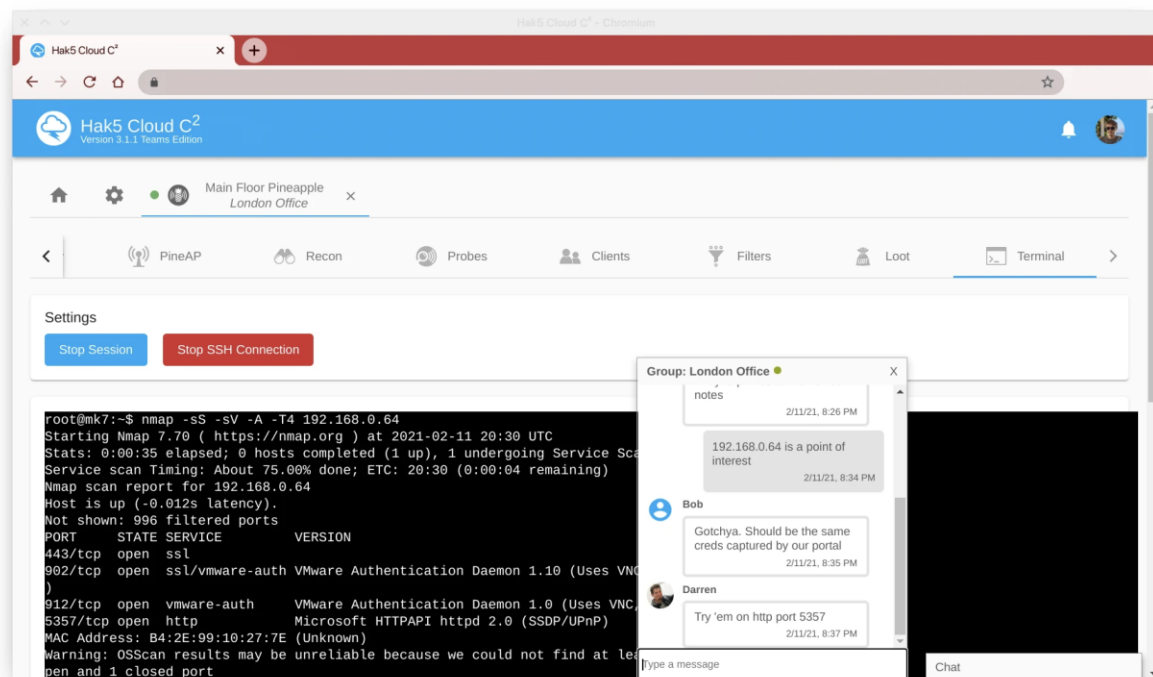 Hak5 Cloud C² - Chromium
Hak5 Cloud C²
Hak5 Cloud C²
Version 3.1.1 Teams Edition
Main Floor Pineapple
London Office
PineAP
Recon
Probes
Clients
Filters
Loot
Terminal
Settings
Stop Session
Stop SSH Connection
root@mk7:~$ nmap -sS -sV -A -T4 192.168.0.64
Starting Nmap 7.70 ( https://nmap.org ) at 2021-02-11 20:30 UTC
Stats: 0:00:35 elapsed; 0 hosts completed (1 up), 1 undergoing Service Sca
Service scan Timing: About 75.00% done; ETC: 20:30 (0:00:04 remaining)
Nmap scan report for 192.168.0.64
Host is up (-0.012s latency).
Not shown: 996 filtered ports
PORT STATE SERVICE VERSION
443/tcp open ssl
902/tcp open ssl/vmware-auth VMware Authentication Daemon 1.10 (Uses VNC
)
912/tcp open vmware-auth VMware Authentication Daemon 1.0 (Uses VNC,
5357/tcp open http Microsoft HTTPAPI httpd 2.0 (SSDP/UPnP)
MAC Address: B4:2E:99:10:27:7E (Unknown)
Warning: OSScan results may be unreliable because we could not find at lea
pen and 1 closed port
Group: London Office
X
notes
2/11/21, 8:26 PM
192.168.0.64 is a point of
interest
2/11/21, 8:34 PM
Bob
Gotchya. Should be the same
creds captured by our portal
2/11/21, 8:35 PM
Darren
Try 'em on http port 5357
2/11/21, 8:37 PM
Type a message
Chat